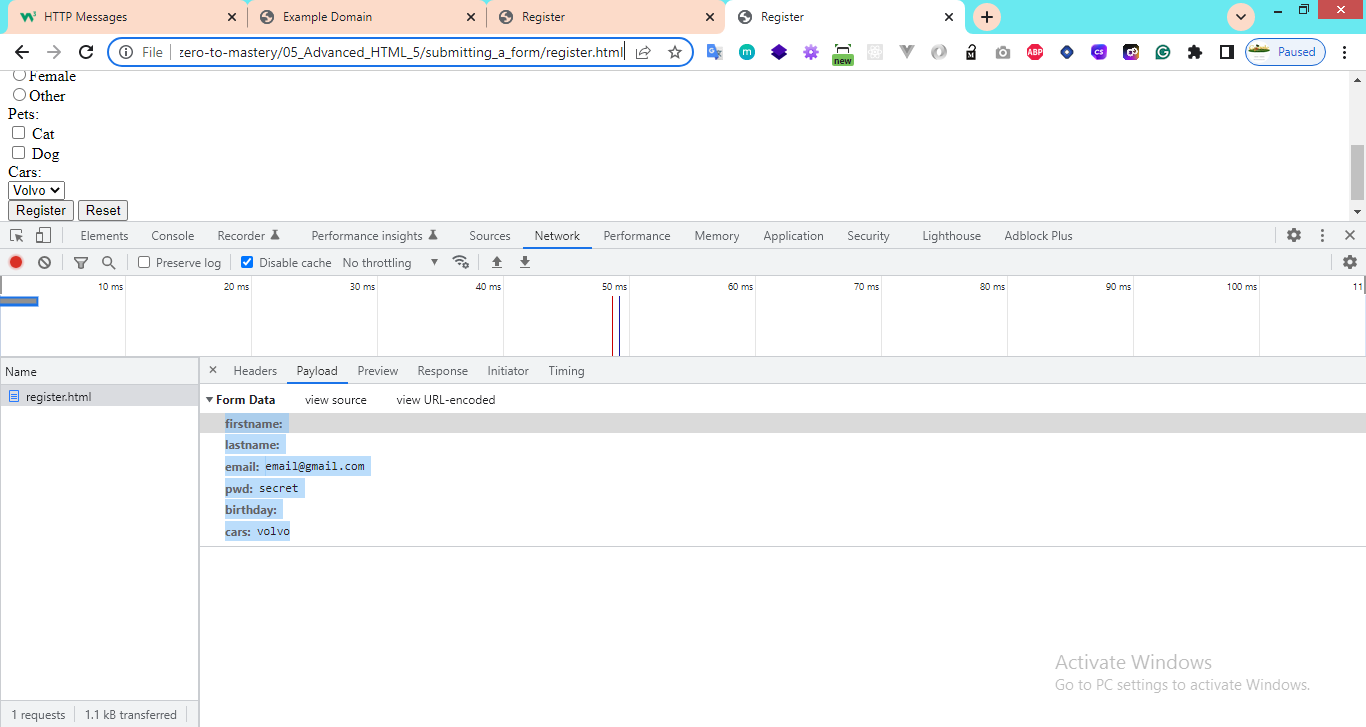 HTTP Messages
Example Domain
Register
Register
File
zero-to-mastery/05_Advanced_HTML_5/submitting_a_form/register.html
m
new
ABP
CS
G
Paused
Female
Other
Pets:
Cat
Dog
Cars:
Volvo
Register Reset
Elements Console Recorder Performance insights Sources Network Performance Memory Application Security Lighthouse Adblock Plus
Preserve log Disable cache No throttling
10 ms 20 ms 30 ms 40 ms 50 ms 60 ms 70 ms 80 ms 90 ms 100 ms 11
Name
Headers Payload Preview Response Initiator Timing
register.html
Form Data view source view URL-encoded
firstname:
lastname:
email: email@gmail.com
pwd: secret
birthday:
cars: volvo
Activate Windows
Go to PC settings to activate Windows.
1 requests 1.1 kB transferred